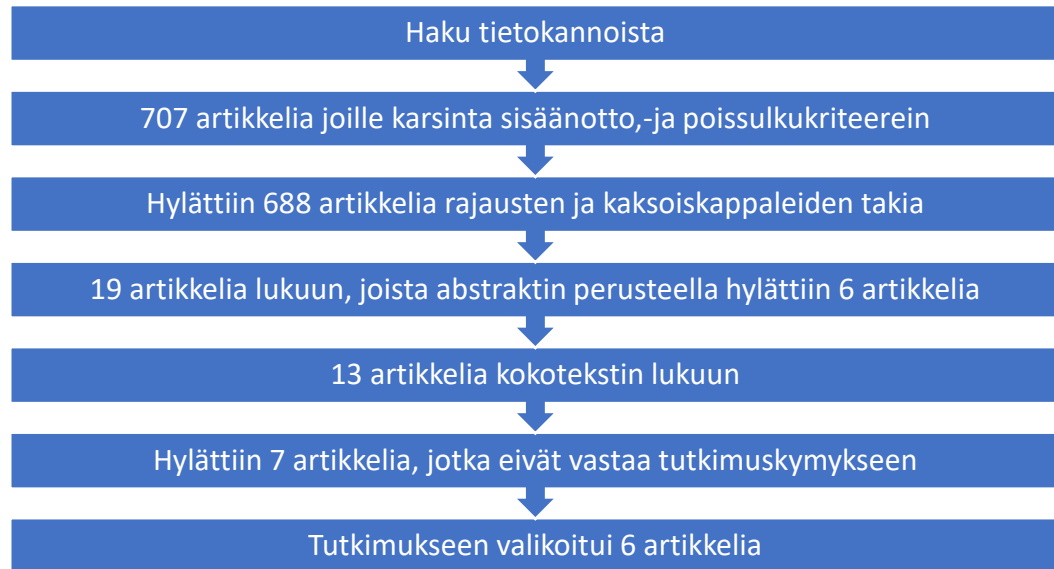 Haku tietokannoista
707 artikkelia joille karsinta sisäänotto,-ja poissulkukriteerein
Hylättiin 688 artikkelia rajausten ja kaksoiskappaleiden takia
19 artikkelia lukuun, joista abstraktin perusteella hylättiin 6 artikkelia
13 artikkelia kokotekstin lukuun
Hylättiin 7 artikkelia, jotka eivät vastaa tutkimuskymykseen
Tutkimukseen valikoitui 6 artikkelia